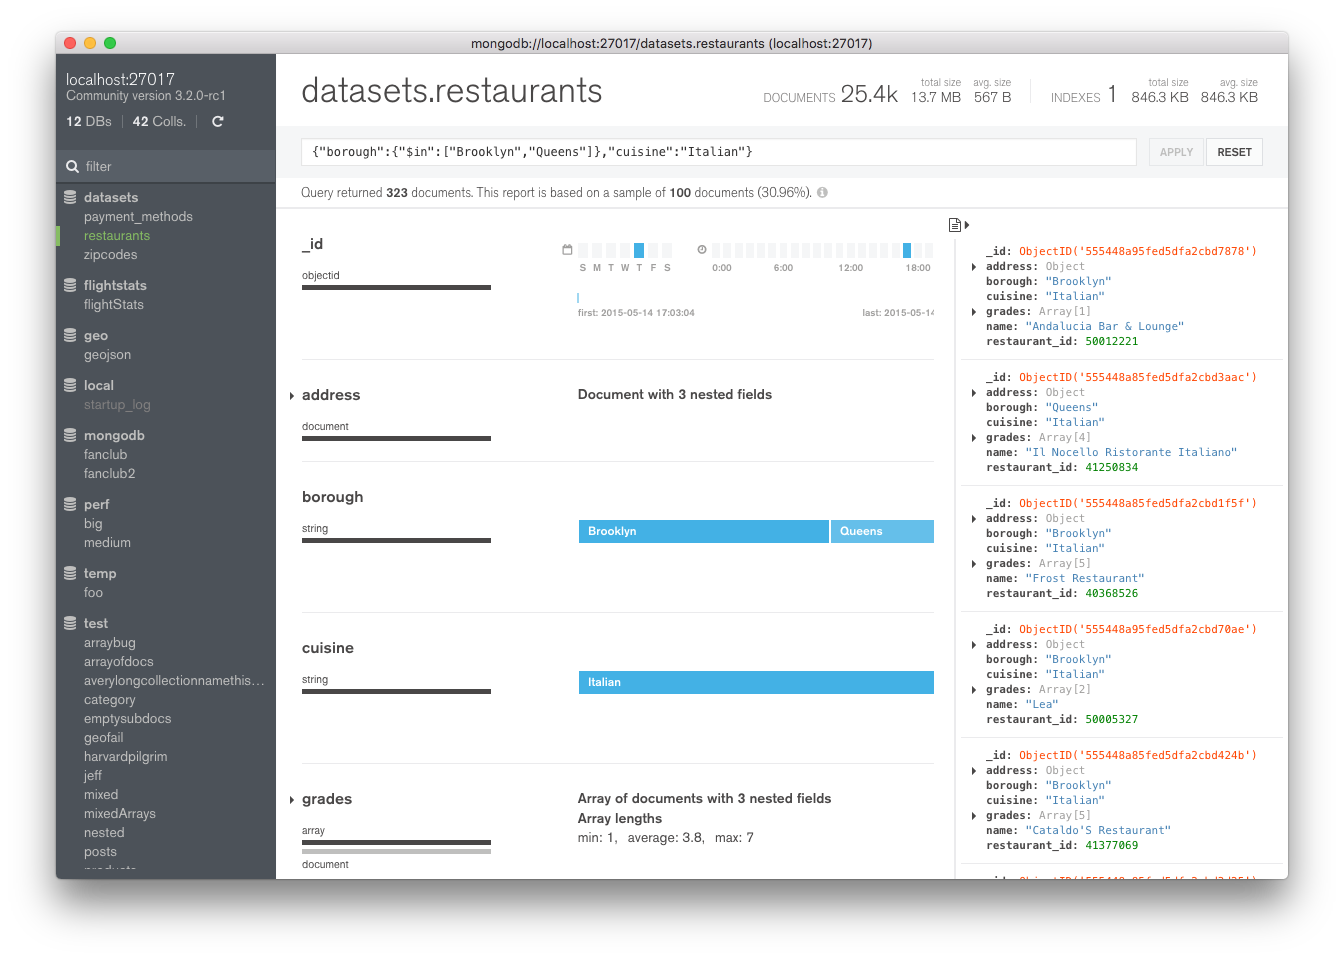 mongodb://localhost:27017/datasets.restaurants (localhost:27017)
localhost:27017
Community version 3.2.0-rc1
12 DBs
42 Colls.
filter
datasets
payment_methods
restaurants
zipcodes
flightstats
flightStats
geo
geojson
local
startup_log
mongodb
fanclub
fanclub2
perf
big
medium
temp
foo
test
arraybug
arrayofdocs
averylongcollectionnamethis...
category
emptysubdocs
geofail
harvardpilgrim
jeff
mixed
mixedArrays
nested
posts
datasets.restaurants
DOCUMENTS 25.4k
total size
13.7 MB
avg. size
567 B
INDEXES 1
total size
846.3 KB
avg. size
846.3 KB
{"borough":{"$in":["Brooklyn","Queens"]},"cuisine":"Italian"}
APPLY
RESET
Query returned 323 documents. This report is based on a sample of 100 documents (30.96%).
_id
objectid
S M T W T F S
0:00 6:00 12:00 18:00
first: 2015-05-14 17:03:04
last: 2015-05-14
address
document
Document with 3 nested fields
borough
string
Brooklyn
Queens
cuisine
string
Italian
grades
array
document
Array of documents with 3 nested fields
Array lengths
min: 1, average: 3.8, max: 7
_id: ObjectID('555448a95fed5dfa2cbd7878')
address: Object
borough: "Brooklyn"
cuisine: "Italian"
grades: Array[1]
name: "Andalucia Bar & Lounge"
restaurant_id: 50012221
_id: ObjectID('555448a85fed5dfa2cbd3aac')
address: Object
borough: "Queens"
cuisine: "Italian"
grades: Array[4]
name: "Il Nocello Ristorante Italiano"
restaurant_id: 41250834
_id: ObjectID('555448a85fed5dfa2cbd1f5f')
address: Object
borough: "Brooklyn"
cuisine: "Italian"
grades: Array[5]
name: "Frost Restaurant"
restaurant_id: 40368526
_id: ObjectID('555448a95fed5dfa2cbd70ae')
address: Object
borough: "Brooklyn"
cuisine: "Italian"
grades: Array[2]
name: "Lea"
restaurant_id: 50005327
_id: ObjectID('555448a85fed5dfa2cbd424b')
address: Object
borough: "Brooklyn"
cuisine: "Italian"
grades: Array[5]
name: "Cataldo'S Restaurant"
restaurant_id: 41377069